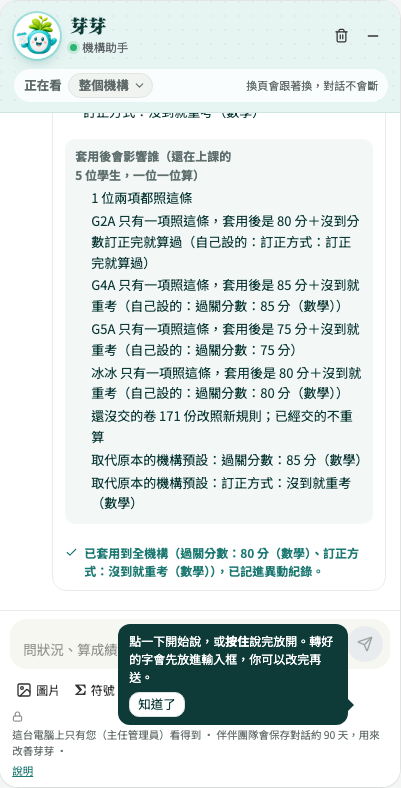 芽芽
機構助手
正在看 整個機構 換頁會跟著換，對話不會斷
訂正方式：沒到就重考（數學）
套用後會影響誰（還在上課的
5 位學生，一位一位算）
1 位兩項都照這條
G2A 只有一項照這條，套用後是 80 分＋沒到分
數訂正完就算過（自己設的：訂正方式：訂正
完就算過）
G4A 只有一項照這條，套用後是 85 分＋沒到就
重考（自己設的：過關分數：85 分（數學））
G5A 只有一項照這條，套用後是 75 分＋沒到就
重考（自己設的：過關分數：75 分）
冰冰 只有一項照這條，套用後是 80 分＋沒到就
重考（自己設的：過關分數：80 分（數學））
還沒交的卷 171 份改照新規則；已經交的不重
算
取代原本的機構預設：過關分數：85 分（數學）
取代原本的機構預設：訂正方式：沒到就重考
（數學）
已套用到全機構（過關分數：80 分（數學）、訂正方
式：沒到就重考（數學）），已記進異動紀錄。
問狀況、算成績
點一下開始說，或按住說完放開。轉好
的字會先放進輸入框，你可以改完再
送。
知道了
圖片 Σ 符號
這台電腦上只有您（主任管理員）看得到 · 伴伴團隊會保存對話約 90 天，用來
改善芽芽 ·
說明